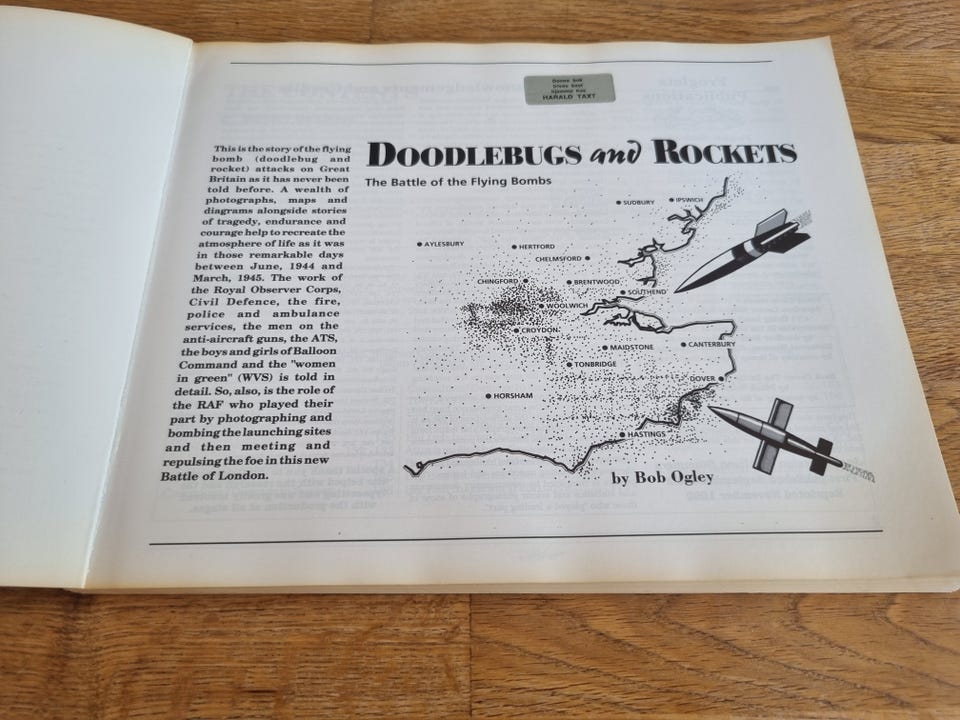 Denne bok
trives best
hjemme hos
HARALD TAXT
DOODLEBUGS and ROCKETS
The Battle of the Flying Bombs
This is the story of the flying
bomb (doodlebug and
rocket) attacks on Great
Britain as it has never been
told before. A wealth of
photographs, maps and
diagrams alongside stories
of tragedy, endurance and
courage help to recreate the
atmosphere of life as it was
in those remarkable days
between June, 1944 and
March, 1945. The work of
the Royal Observer Corps,
Civil Defence, the fire,
police and ambulance
services, the men on the
anti-aircraft guns, the ATS,
the boys and girls of Balloon
Command and the "women
in green" (WVS) is told in
detail. So, also, is the role of
the RAF who played their
part by photographing and
bombing the launching sites
and then meeting and
repulsing the foe in this new
Battle of London.
SUDBURY
IPSWICH
AYLESBURY
HERTFORD
CHELMSFORD
CHINGFORD
BRENTWOOD
SOUTHEND
WOOLWICH
CROYDON
MAIDSTONE
CANTERBURY
TONBRIDGE
DOVER
HORSHAM
HASTINGS
by Bob Ogley